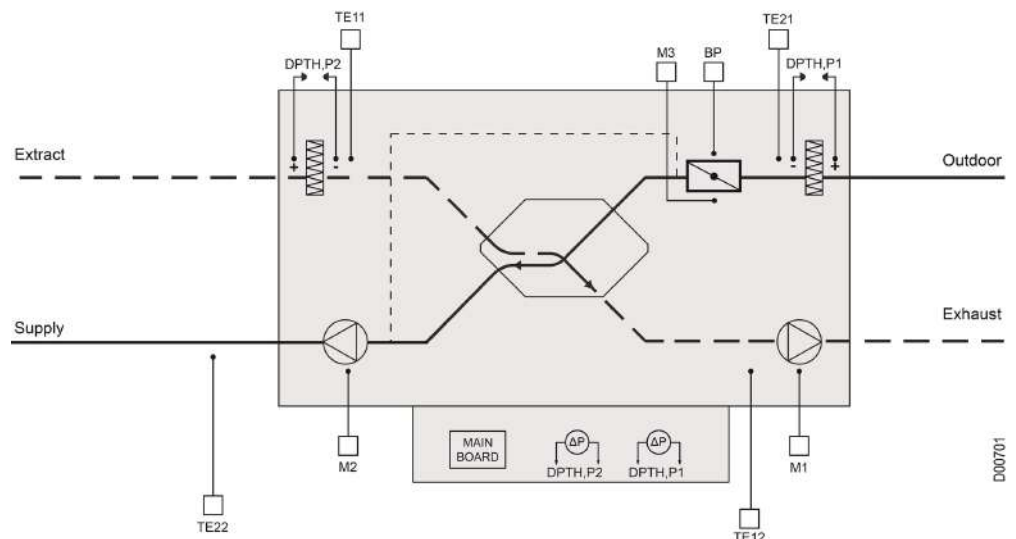 TE11
TE21
M3
BP
DPTH,P2
DPTH,P1
+
-
-
+
Extract
Outdoor
Supply
Exhaust
MAIN
BOARD
ΔP
ΔP
DPTH,P2
DPTH,P1
M2
M1
TE22
TE12
D00701